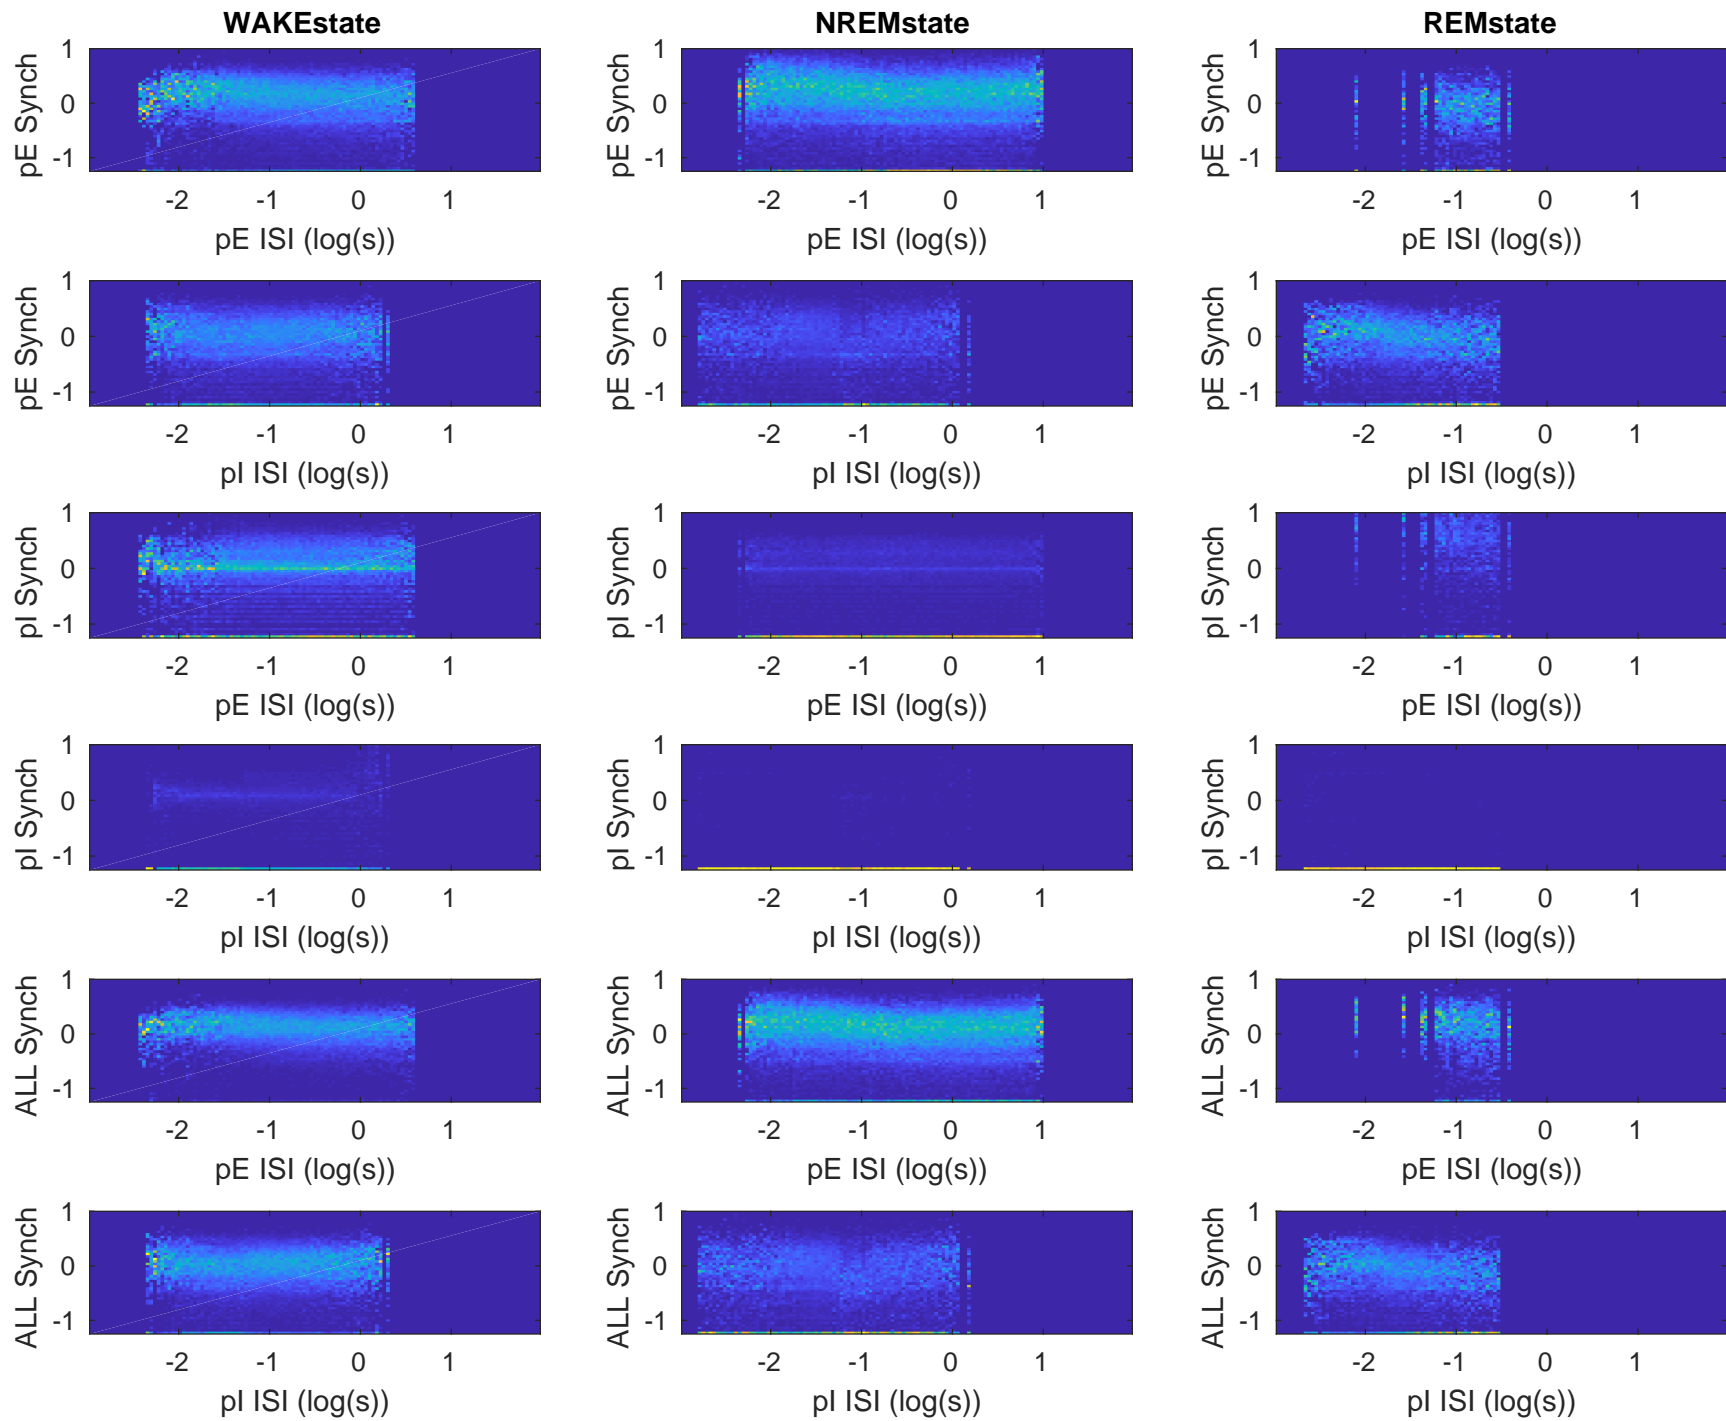 WAKEstate NREMstate REMstate
1 1 1
pE Synch pE Synch pE Synch
0 0 0
-1 -1 -1
-2 -1 0 1 -2 -1 0 1 -2 -1 0 1
pE ISI (log(s)) pE ISI (log(s)) pE ISI (log(s))
1 1 1
pE Synch pE Synch pE Synch
0 0 0
-1 -1 -1
-2 -1 0 1 -2 -1 0 1 -2 -1 0 1
pI ISI (log(s)) pI ISI (log(s)) pI ISI (log(s))
1 1 1
pI Synch pI Synch pI Synch
0 0 0
-1 -1 -1
-2 -1 0 1 -2 -1 0 1 -2 -1 0 1
pE ISI (log(s)) pE ISI (log(s)) pE ISI (log(s))
1 1 1
pI Synch pI Synch pI Synch
0 0 0
-1 -1 -1
-2 -1 0 1 -2 -1 0 1 -2 -1 0 1
pI ISI (log(s)) pI ISI (log(s)) pI ISI (log(s))
1 1 1
ALL Synch ALL Synch ALL Synch
0 0 0
-1 -1 -1
-2 -1 0 1 -2 -1 0 1 -2 -1 0 1
pE ISI (log(s)) pE ISI (log(s)) pE ISI (log(s))
1 1 1
ALL Synch ALL Synch ALL Synch
0 0 0
-1 -1 -1
-2 -1 0 1 -2 -1 0 1 -2 -1 0 1
pI ISI (log(s)) pI ISI (log(s)) pI ISI (log(s))